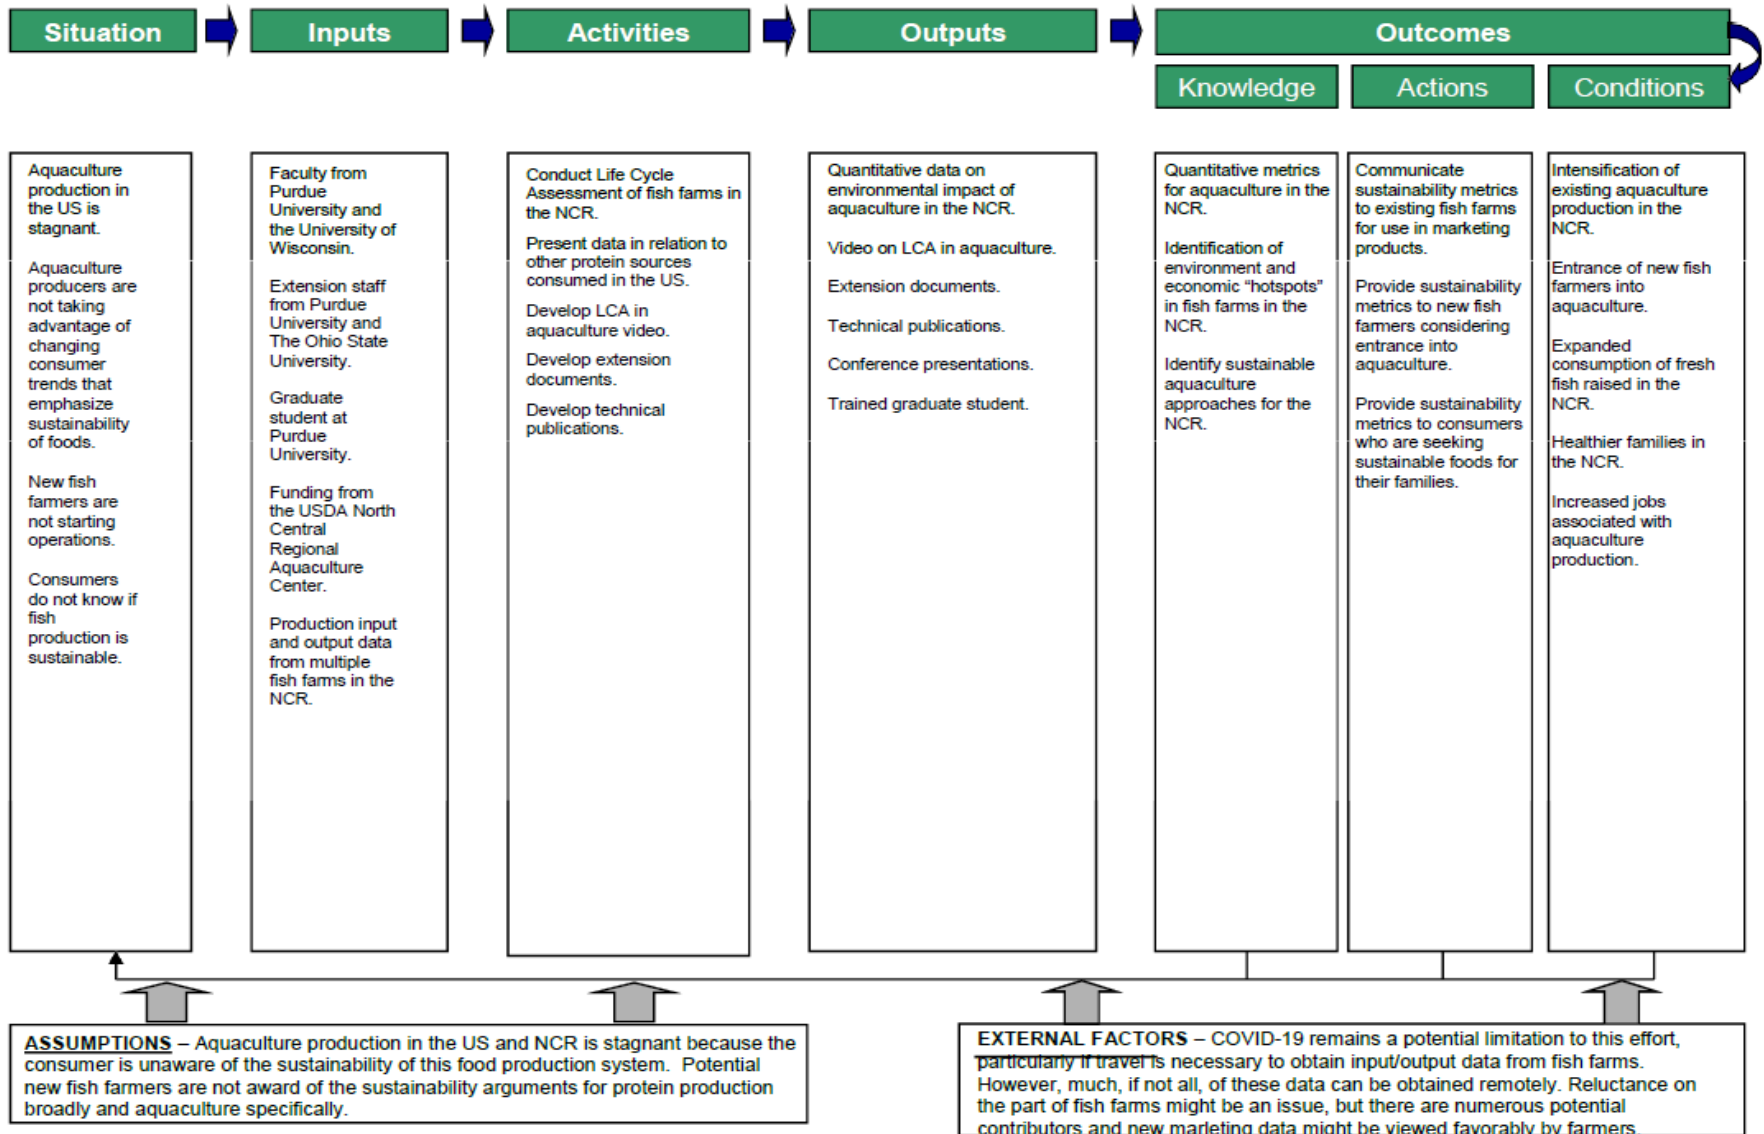 Situation
Inputs
Activities
Outputs
Outcomes
Knowledge
Actions
Conditions
Aquaculture
production in
the US is
stagnant.
Aquaculture
producers are
not taking
advantage of
changing
consumer
trends that
emphasize
sustainability
of foods.
New fish
farmers are
not starting
operations.
Consumers
do not know if
fish
production is
sustainable.
Faculty from
Purdue
University and
the University of
Wisconsin.
Extension staff
from Purdue
University and
The Ohio State
University.
Graduate
student at
Purdue
University.
Funding from
the USDA North
Central
Regional
Aquaculture
Center.
Production input
and output data
from multiple
fish farms in the
NCR.
Conduct Life Cycle
Assessment of fish farms in
the NCR.
Present data in relation to
other protein sources
consumed in the US.
Develop LCA in
aquaculture video.
Develop extension
documents.
Develop technical
publications.
Quantitative data on
environmental impact of
aquaculture in the NCR.
Video on LCA in aquaculture.
Extension documents.
Technical publications.
Conference presentations.
Trained graduate student.
Quantitative metrics
for aquaculture in the
NCR.
Identification of
environment and
economic “hotspots”
in fish farms in the
NCR.
Identify sustainable
aquaculture
approaches for the
NCR.
Communicate
sustainability metrics
to existing fish farms
for use in marketing
products.
Provide sustainability
metrics to new fish
farmers considering
entrance into
aquaculture.
Provide sustainability
metrics to consumers
who are seeking
sustainable foods for
their families.
Intensification of
existing aquaculture
production in the
NCR.
Entrance of new fish
farmers into
aquaculture.
Expanded
consumption of fresh
fish raised in the
NCR.
Healthier families in
the NCR.
Increased jobs
associated with
aquaculture
production.
ASSUMPTIONS – Aquaculture production in the US and NCR is stagnant because the
consumer is unaware of the sustainability of this food production system. Potential
new fish farmers are not award of the sustainability arguments for protein production
broadly and aquaculture specifically.
EXTERNAL FACTORS – COVID-19 remains a potential limitation to this effort,
particularly if travel is necessary to obtain input/output data from fish farms.
However, much, if not all, of these data can be obtained remotely. Reluctance on
the part of fish farms might be an issue, but there are numerous potential
contributors and new marleting data might be viewed favorably by farmers.